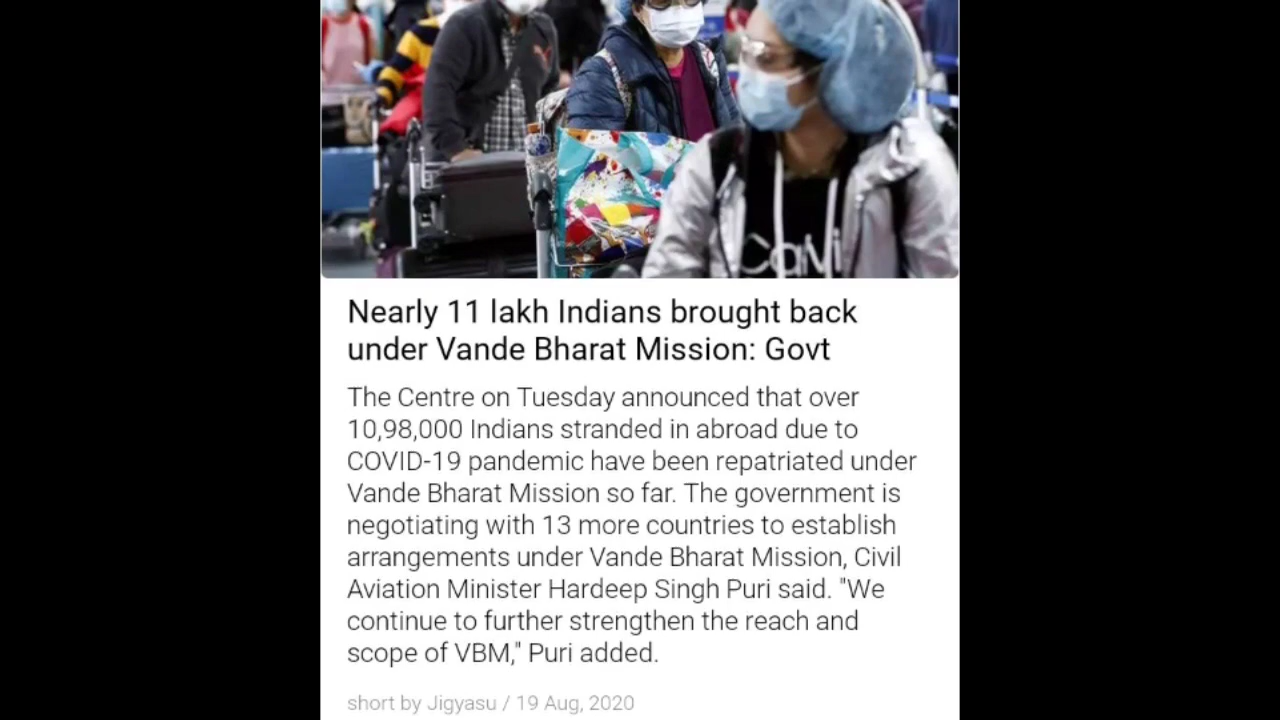 CaMi
Nearly 11 lakh Indians brought back
under Vande Bharat Mission: Govt
The Centre on Tuesday announced that over
10,98,000 Indians stranded in abroad due to
COVID-19 pandemic have been repatriated under
Vande Bharat Mission so far. The government is
negotiating with 13 more countries to establish
arrangements under Vande Bharat Mission, Civil
Aviation Minister Hardeep Singh Puri said. "We
continue to further strengthen the reach and
scope of VBM," Puri added.
short by Jigyasu / 19 Aug, 2020